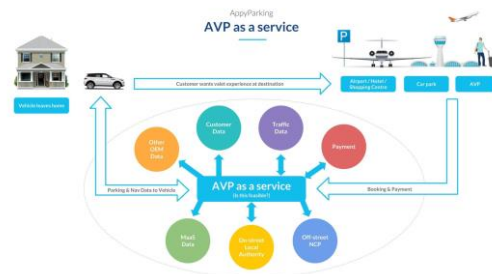 AppyParking
AVP as a service
P
Customer wants valet experience at destination
Vehicle leaves home
Airport / Hotel /
Shopping Centre
Car park
AVP
Customer
Data
Traffic
Data
Other
OEM
Data
Payment
Parking & Nav Data to Vehicle
AVP as a service
Booking & Payment
MaaS
Data
On-street
Local
Authority
Off-street
NCP